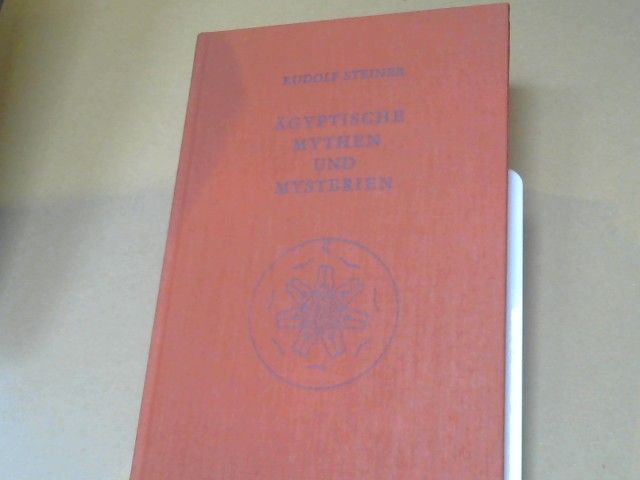 RUDOLF STEINER
ÄGYPTISCHE
MYTHEN
UND
MYSTERIEN